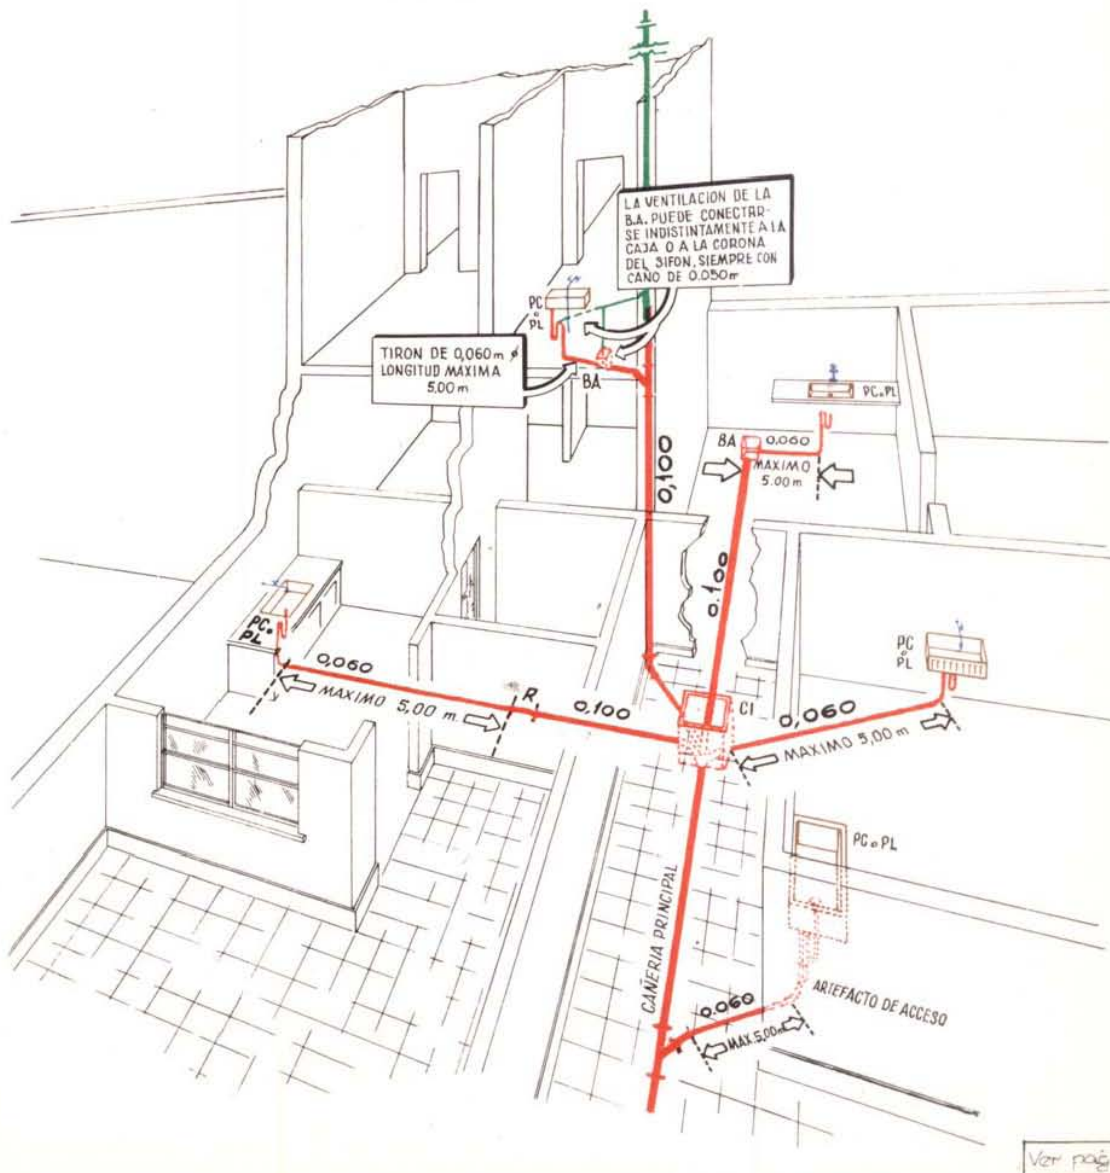 LA VENTILACION DE LA
B.A. PUEDE CONECTAR-
SE INDISTINTAMENTE A LA
CAJA O A LA CORONA
DEL SIFON, SIEMPRE CON
CAÑO DE 0.050m
PC
o
PL
TIRON DE 0,060m ø
LONGITUD MAXIMA
5,00 m
BA
PC o PL
BA
0,060
MAXIMO
5.00 m
0,100
0.100
PC o
PL
0,060
MAXIMO 5,00 m.
R
0,100
CI
PC
o
PL
0,060
MAXIMO 5,00 m
PC o PL
CAÑERIA PRINCIPAL
ARTEFACTO DE ACCESO
0.060
MAX. 5,00m
Ver pág